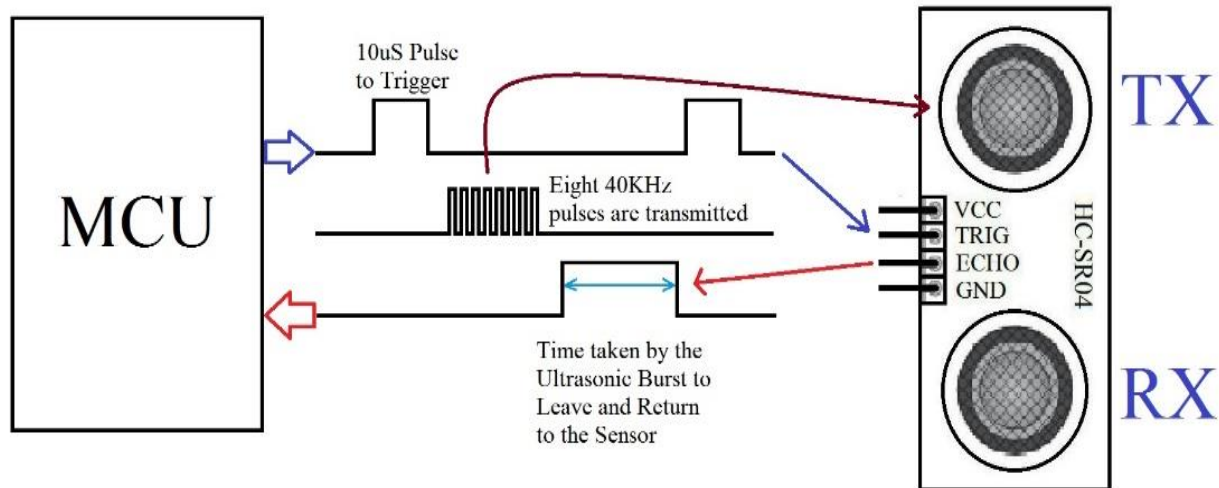 MCU
10uS Pulse
to Trigger
Eight 40KHz
pulses are transmitted
Time taken by the
Ultrasonic Burst to
Leave and Return
to the Sensor
TX
VCC
TRIG
ECHO
GND
HC-SR04
RX